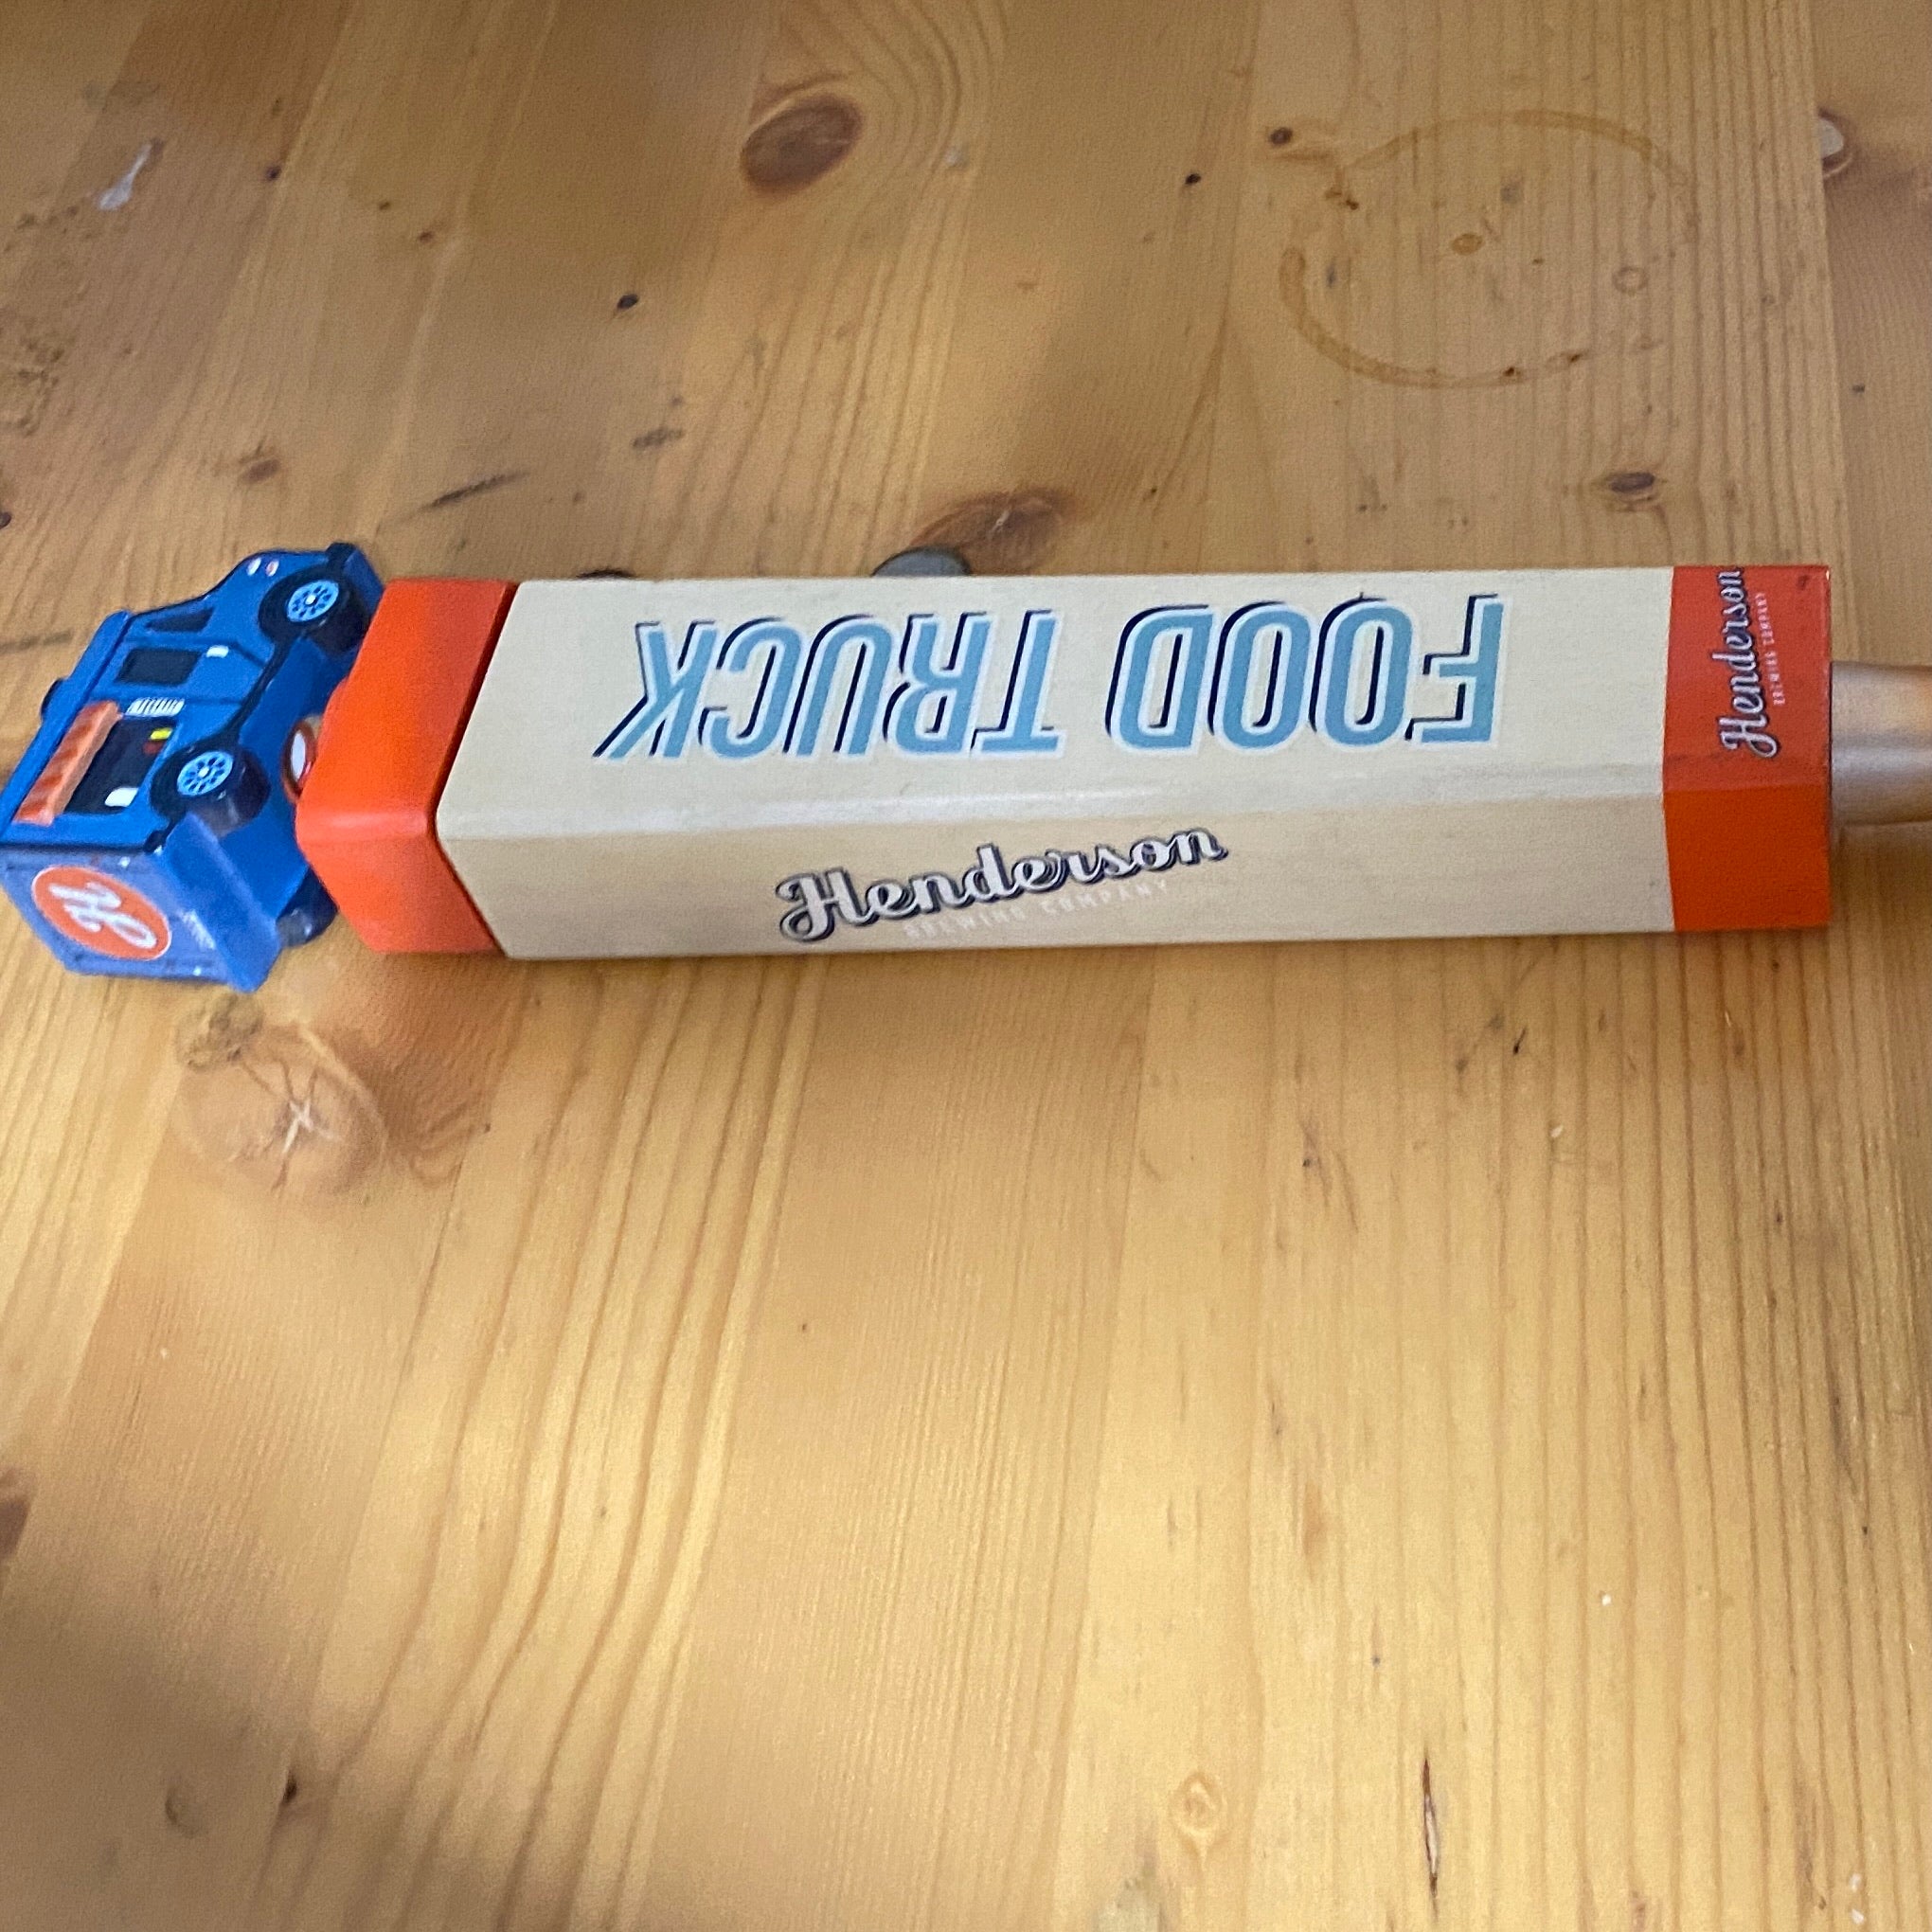 FOOD TRUCK
Henderson
BREWING COMPANY
Henderson
BREWING COMPANY
H